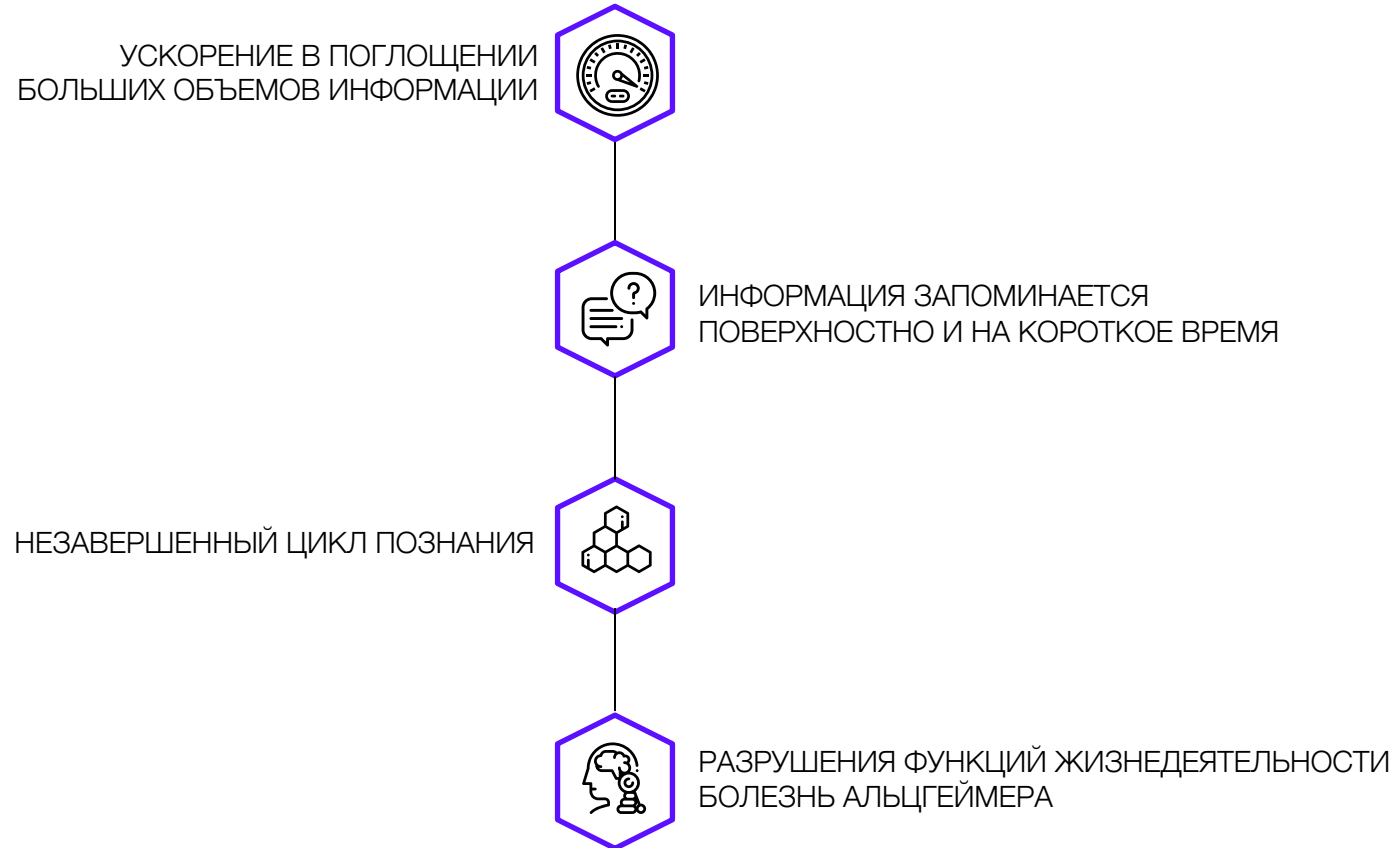 УСКОРЕНИЕ В ПОГЛОЩЕНИИ
БОЛЬШИХ ОБЪЕМОВ ИНФОРМАЦИИ
?
ИНФОРМАЦИЯ ЗАПОМИНАЕТСЯ
ПОВЕРХНОСТНО И НА КОРОТКОЕ ВРЕМЯ
НЕЗАВЕРШЕННЫЙ ЦИКЛ ПОЗНАНИЯ
РАЗРУШЕНИЯ ФУНКЦИЙ ЖИЗНЕДЕЯТЕЛЬНОСТИ
БОЛЕЗНЬ АЛЬЦГЕЙМЕРА